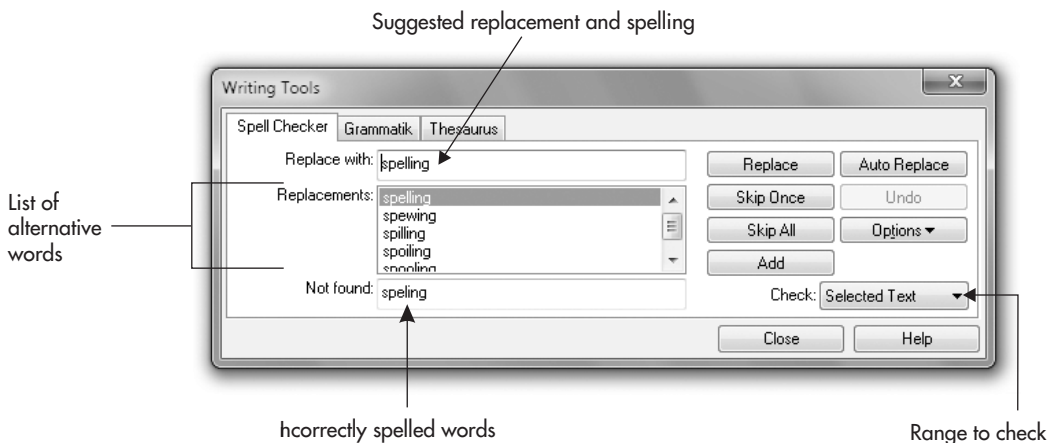 Suggested replacement and spelling
Writing Tools
Spell Checker Grammatik Thesaurus
Replace with: spelling
Replace Auto Replace
List of
alternative
words
Replacements: spelling
spewing
spilling
spoiling
spooling
Skip Once Undo
Skip All Options
Add
Not found: speling
Check: Selected Text
Close Help
hcorrectly spelled words
Range to check